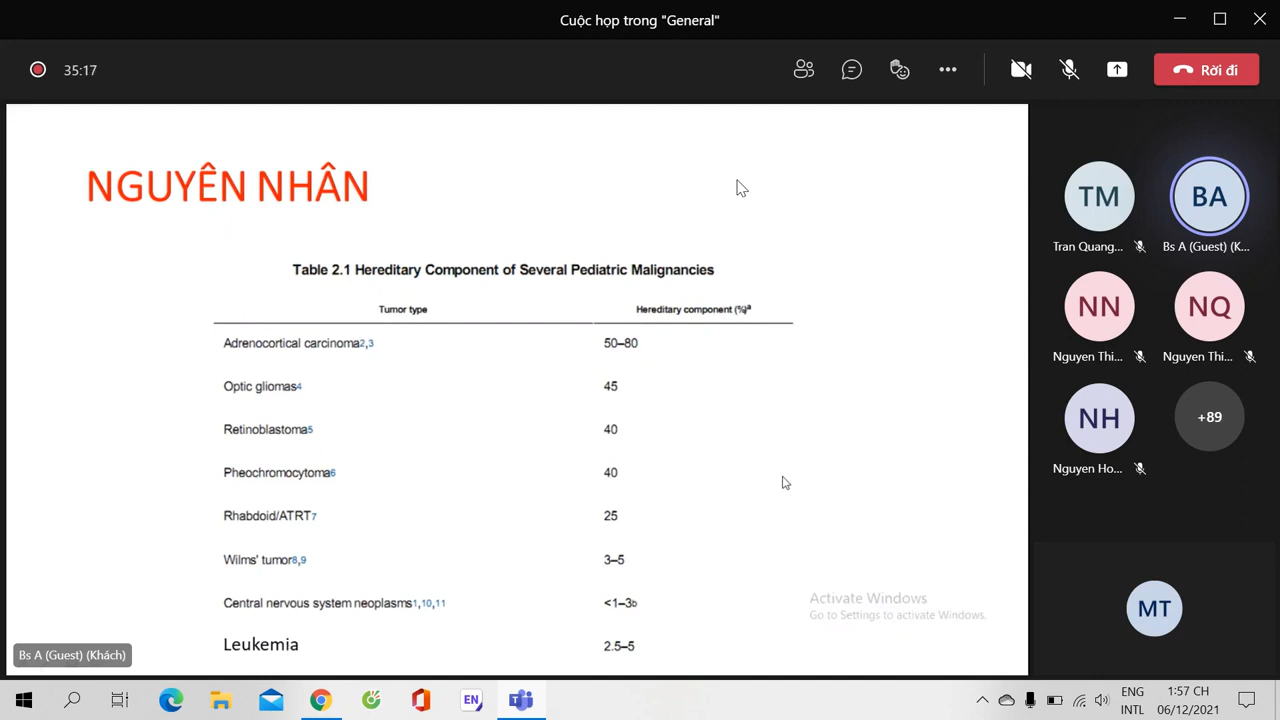 Cuộc họp trong "General"
35:17
Rời đi
NGUYÊN NHÂN
Table 2.1 Hereditary Component of Several Pediatric Malignancies
Tumor type Hereditary component (%)a
Adrenocortical carcinoma2,3 50–80
Optic gliomas4 45
Retinoblastoma5 40
Pheochromocytoma6 40
Rhabdoid/ATRT7 25
Wilms' tumor8,9 3–5
Central nervous system neoplasms1,10,11 <1–3b
Leukemia 2.5–5
Activate Windows
Go to Settings to activate Windows.
Bs A (Guest) (Khách)
TM BA
Tran Quang... Bs A (Guest) (K...
NN NQ
Nguyen Thi... Nguyen Thi...
NH +89
Nguyen Ho...
MT
EN
ENG
INTL
1:57 CH
06/12/2021